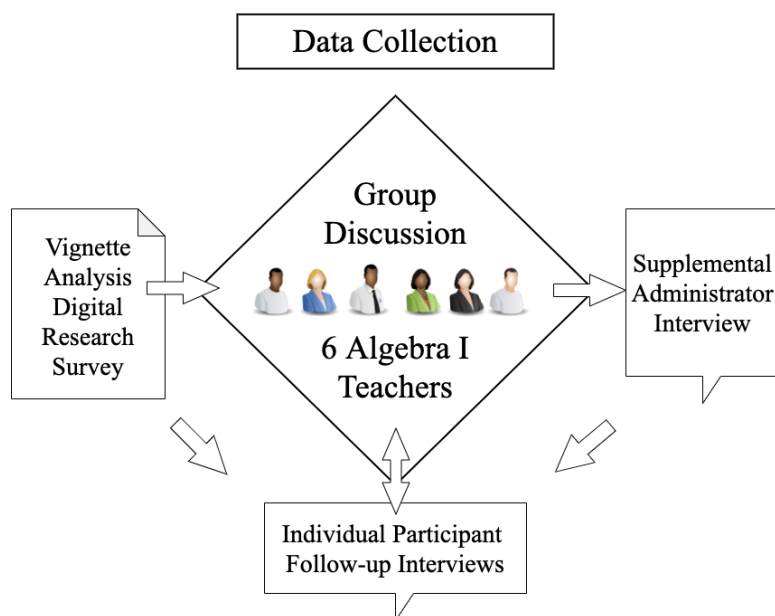 Data Collection
Vignette
Analysis
Digital
Research
Survey
Group
Discussion
6 Algebra I
Teachers
Supplemental
Administrator
Interview
Individual Participant
Follow-up Interviews